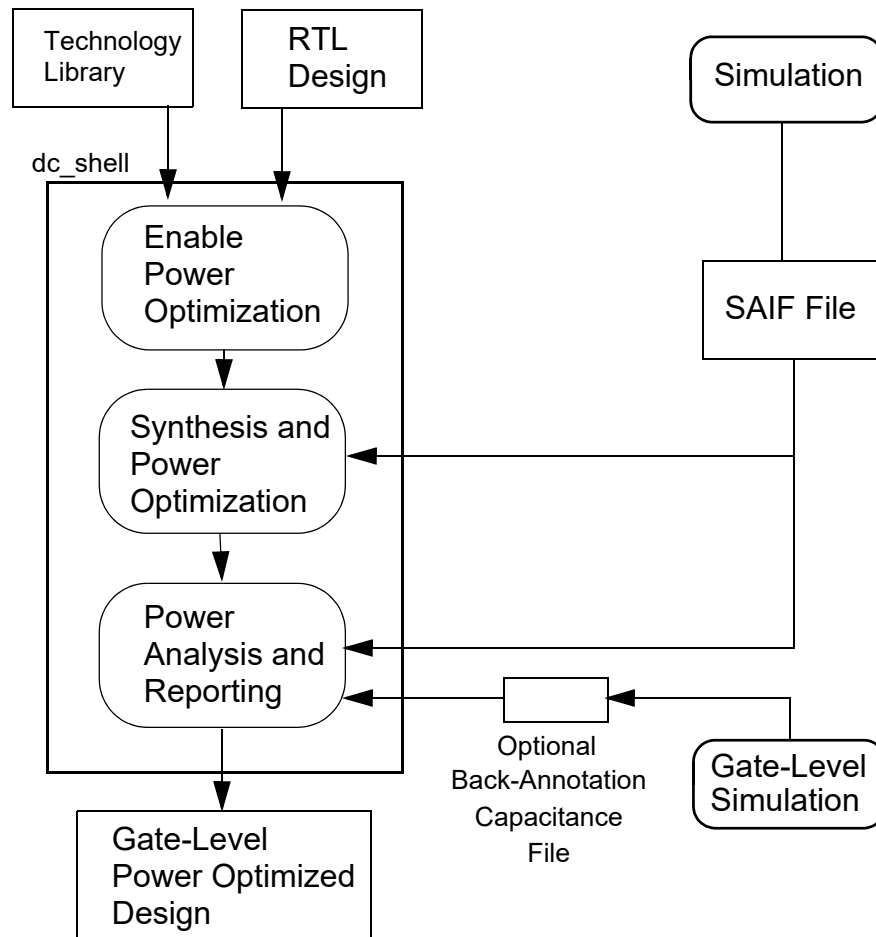 Technology
Library
RTL
Design
Simulation
dc_shell
Enable
Power
Optimization
SAIF File
Synthesis and
Power
Optimization
Power
Analysis and
Reporting
Optional
Back-Annotation
Capacitance
File
Gate-Level
Simulation
Gate-Level
Power Optimized
Design